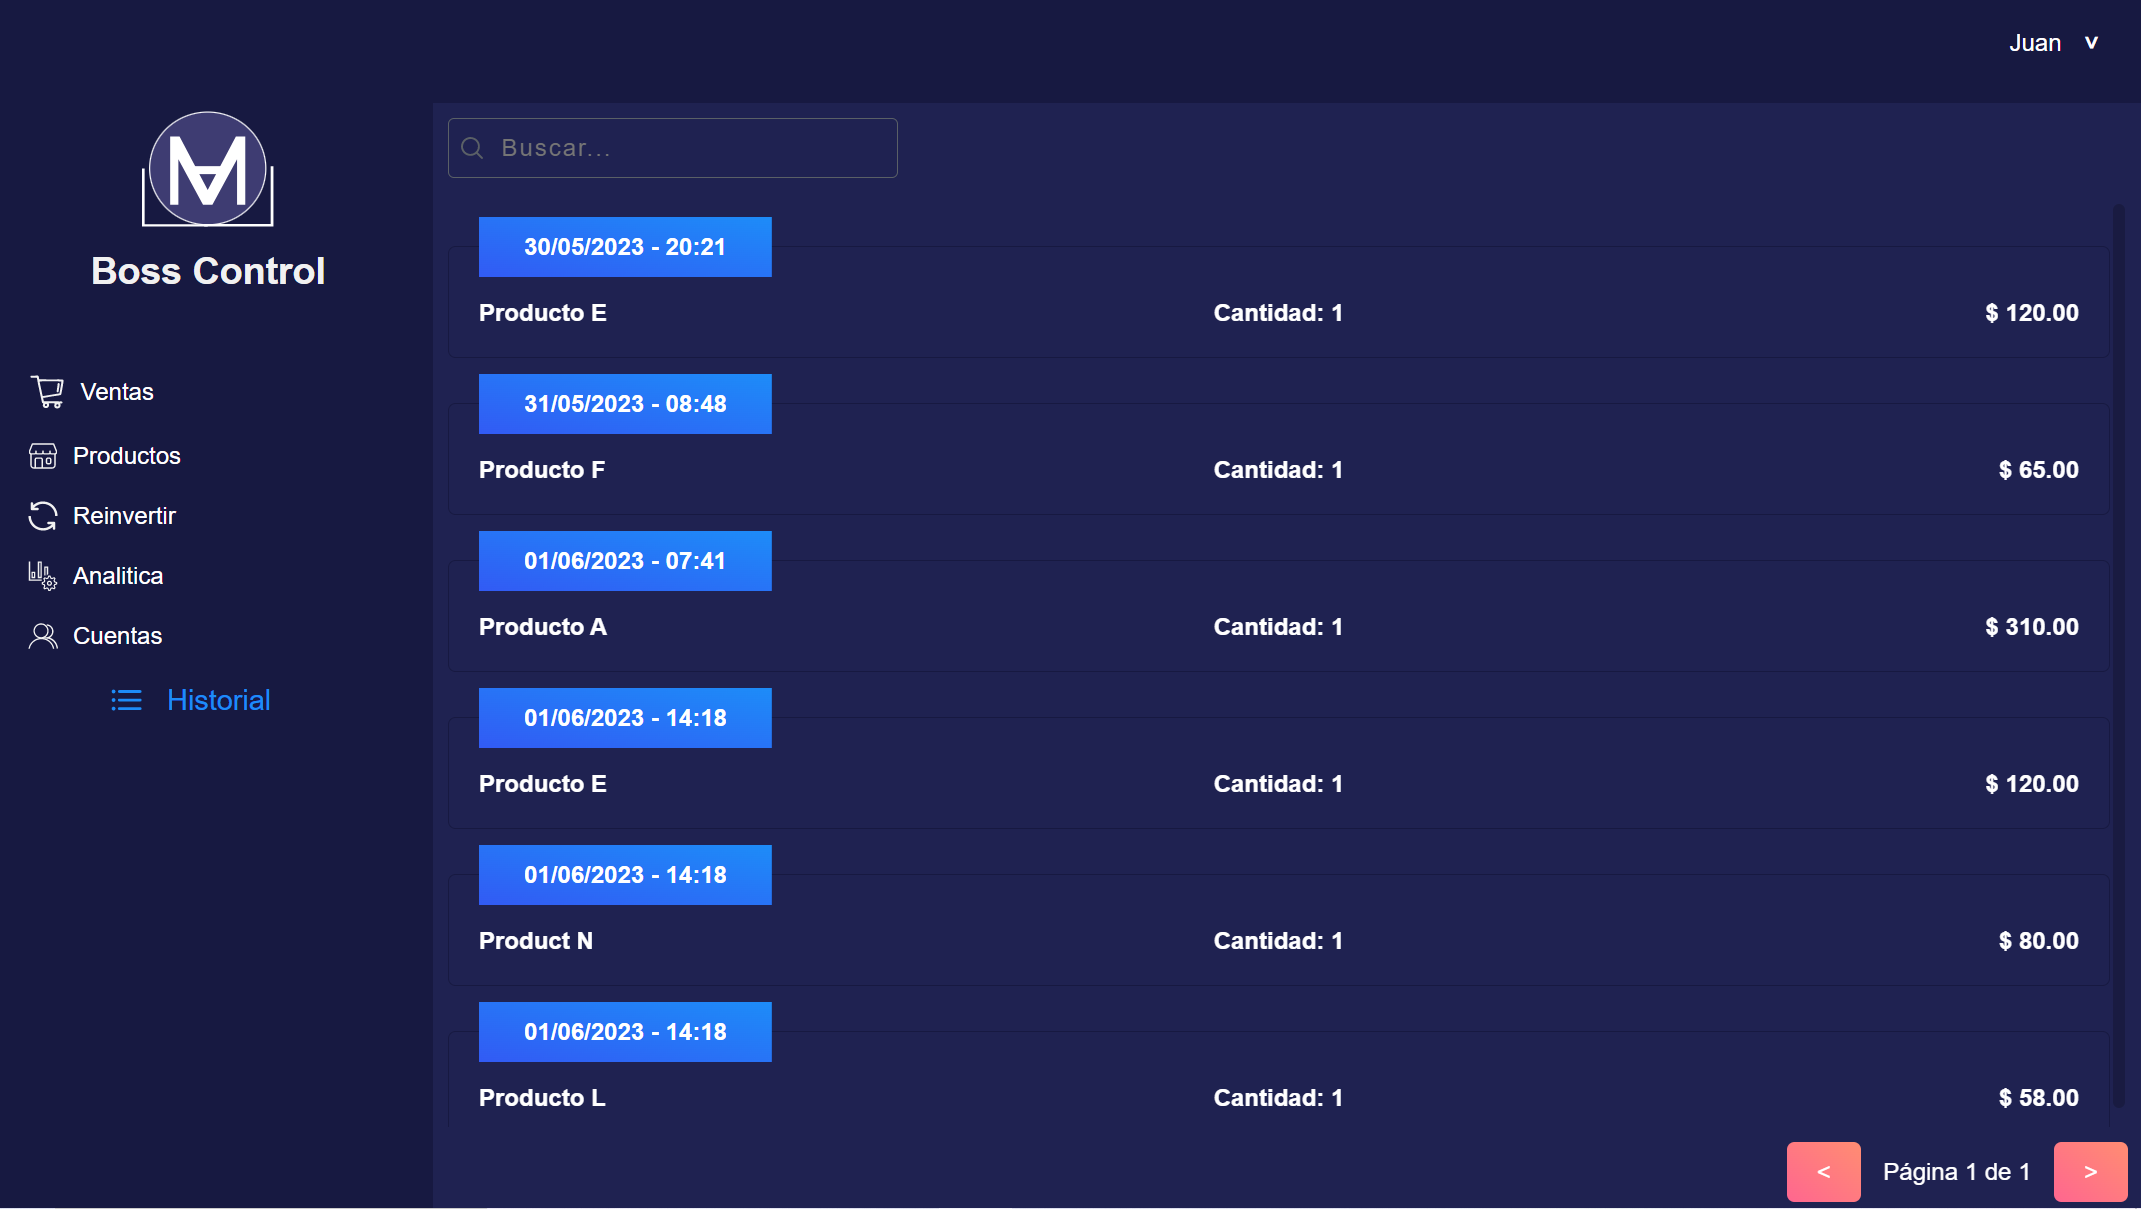 Juan v
Boss Control
Ventas
Productos
Reinvertir
Analitica
Cuentas
Historial
Buscar...
30/05/2023 - 20:21
Producto E Cantidad: 1 $ 120.00
31/05/2023 - 08:48
Producto F Cantidad: 1 $ 65.00
01/06/2023 - 07:41
Producto A Cantidad: 1 $ 310.00
01/06/2023 - 14:18
Producto E Cantidad: 1 $ 120.00
01/06/2023 - 14:18
Product N Cantidad: 1 $ 80.00
01/06/2023 - 14:18
Producto L Cantidad: 1 $ 58.00
< Página 1 de 1 >